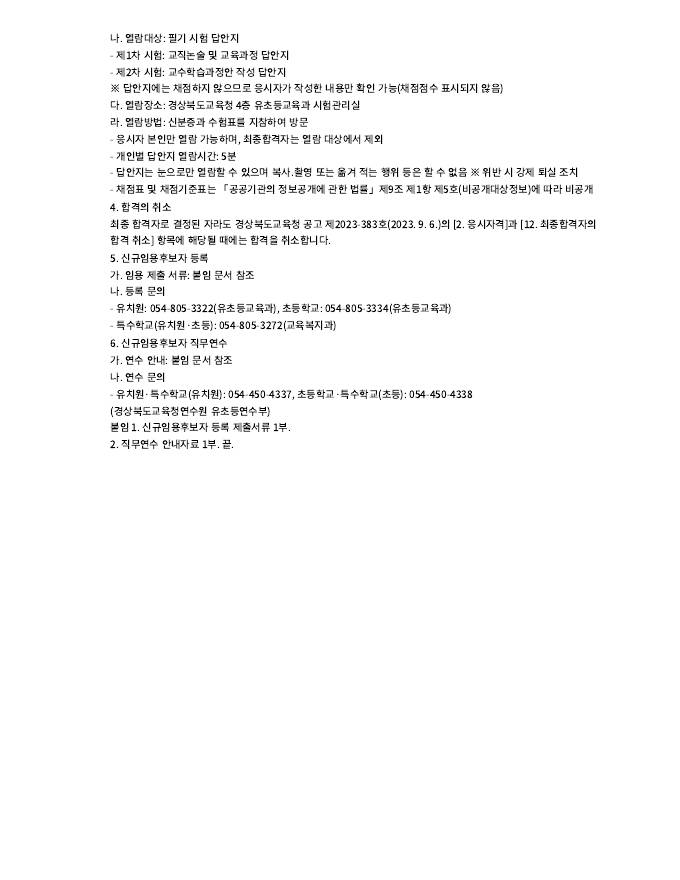 나. 열람대상: 필기 시험 답안지
- 제1차 시험: 교직논술 및 교육과정 답안지
- 제2차 시험: 교수학습과정안 작성 답안지
※ 답안지에는 채점하지 않으므로 응시자가 작성한 내용만 확인 가능(채점점수 표시되지 않음)
다. 열람장소: 경상북도교육청 4층 유초등교육과 시험관리실
라. 열람방법: 신분증과 수험표를 지참하여 방문
- 응시자 본인만 열람 가능하며, 최종합격자는 열람 대상에서 제외
- 개인별 답안지 열람시간: 5분
- 답안지는 눈으로만 열람할 수 있으며 복사.촬영 또는 옮겨 적는 행위 등은 할 수 없음 ※ 위반 시 강제 퇴실 조치
- 채점표 및 채점기준표는 「공공기관의 정보공개에 관한 법률」제9조 제1항 제5호(비공개대상정보)에 따라 비공개
4. 합격의 취소
최종 합격자로 결정된 자라도 경상북도교육청 공고 제2023-383호(2023. 9. 6.)의 [2. 응시자격]과 [12. 최종합격자의
합격 취소] 항목에 해당될 때에는 합격을 취소합니다.
5. 신규임용후보자 등록
가. 임용 제출 서류: 붙임 문서 참조
나. 등록 문의
- 유치원: 054-805-3322(유초등교육과), 초등학교: 054-805-3334(유초등교육과)
- 특수학교(유치원·초등): 054-805-3272(교육복지과)
6. 신규임용후보자 직무연수
가. 연수 안내: 붙임 문서 참조
나. 연수 문의
- 유치원·특수학교(유치원): 054-450-4337, 초등학교·특수학교(초등): 054-450-4338
(경상북도교육청연수원 유초등연수부)
붙임 1. 신규임용후보자 등록 제출서류 1부.
2. 직무연수 안내자료 1부. 끝.